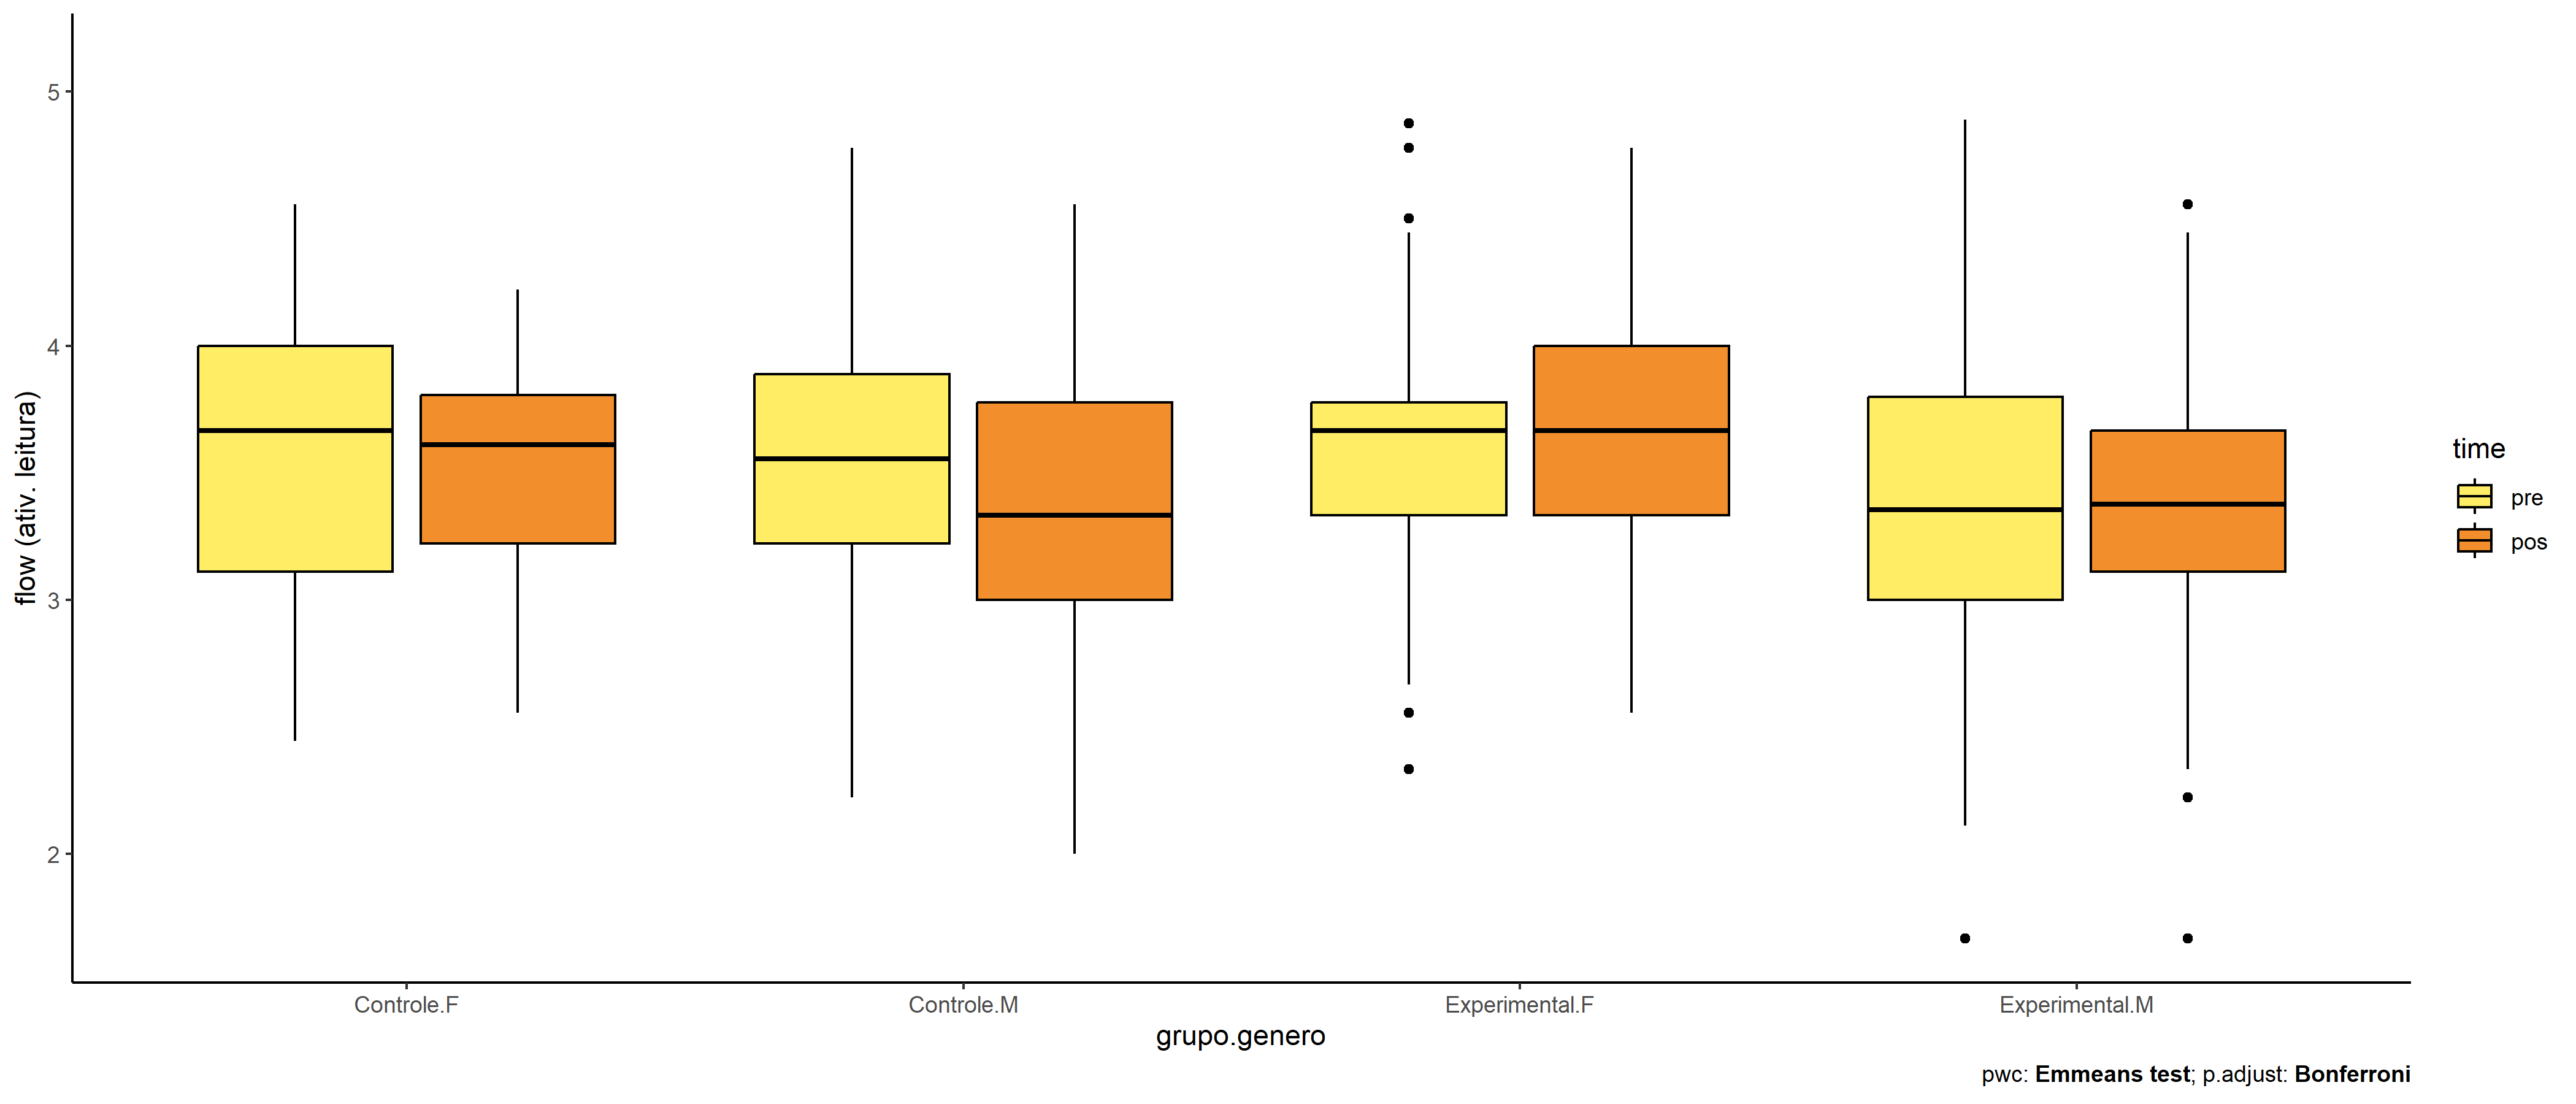 flow (ativ. leitura)
5
4
3
2
Controle.F
Controle.M
Experimental.F
Experimental.M
grupo.genero
time
pre
pos
pwc: Emmeans test; p.adjust: Bonferroni